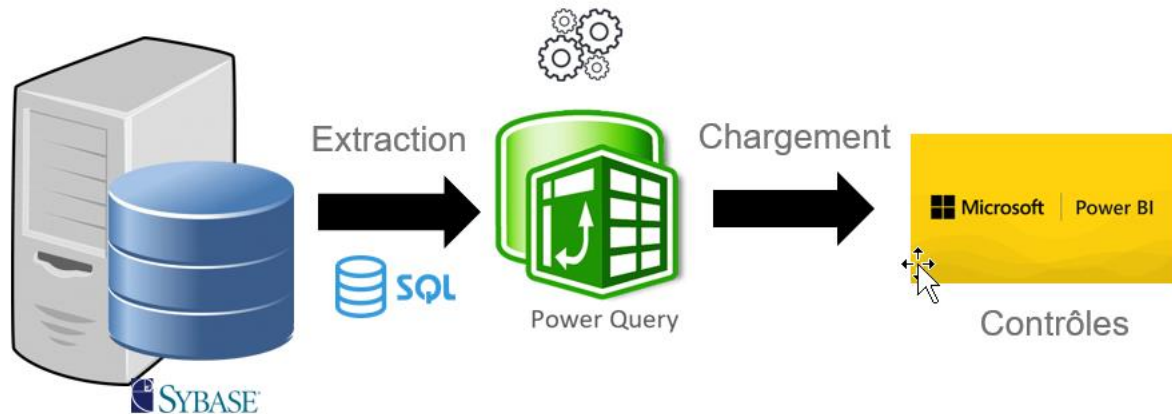 Extraction
Chargement
SQL
Power Query
Microsoft | Power BI
Contrôles
SYBASE